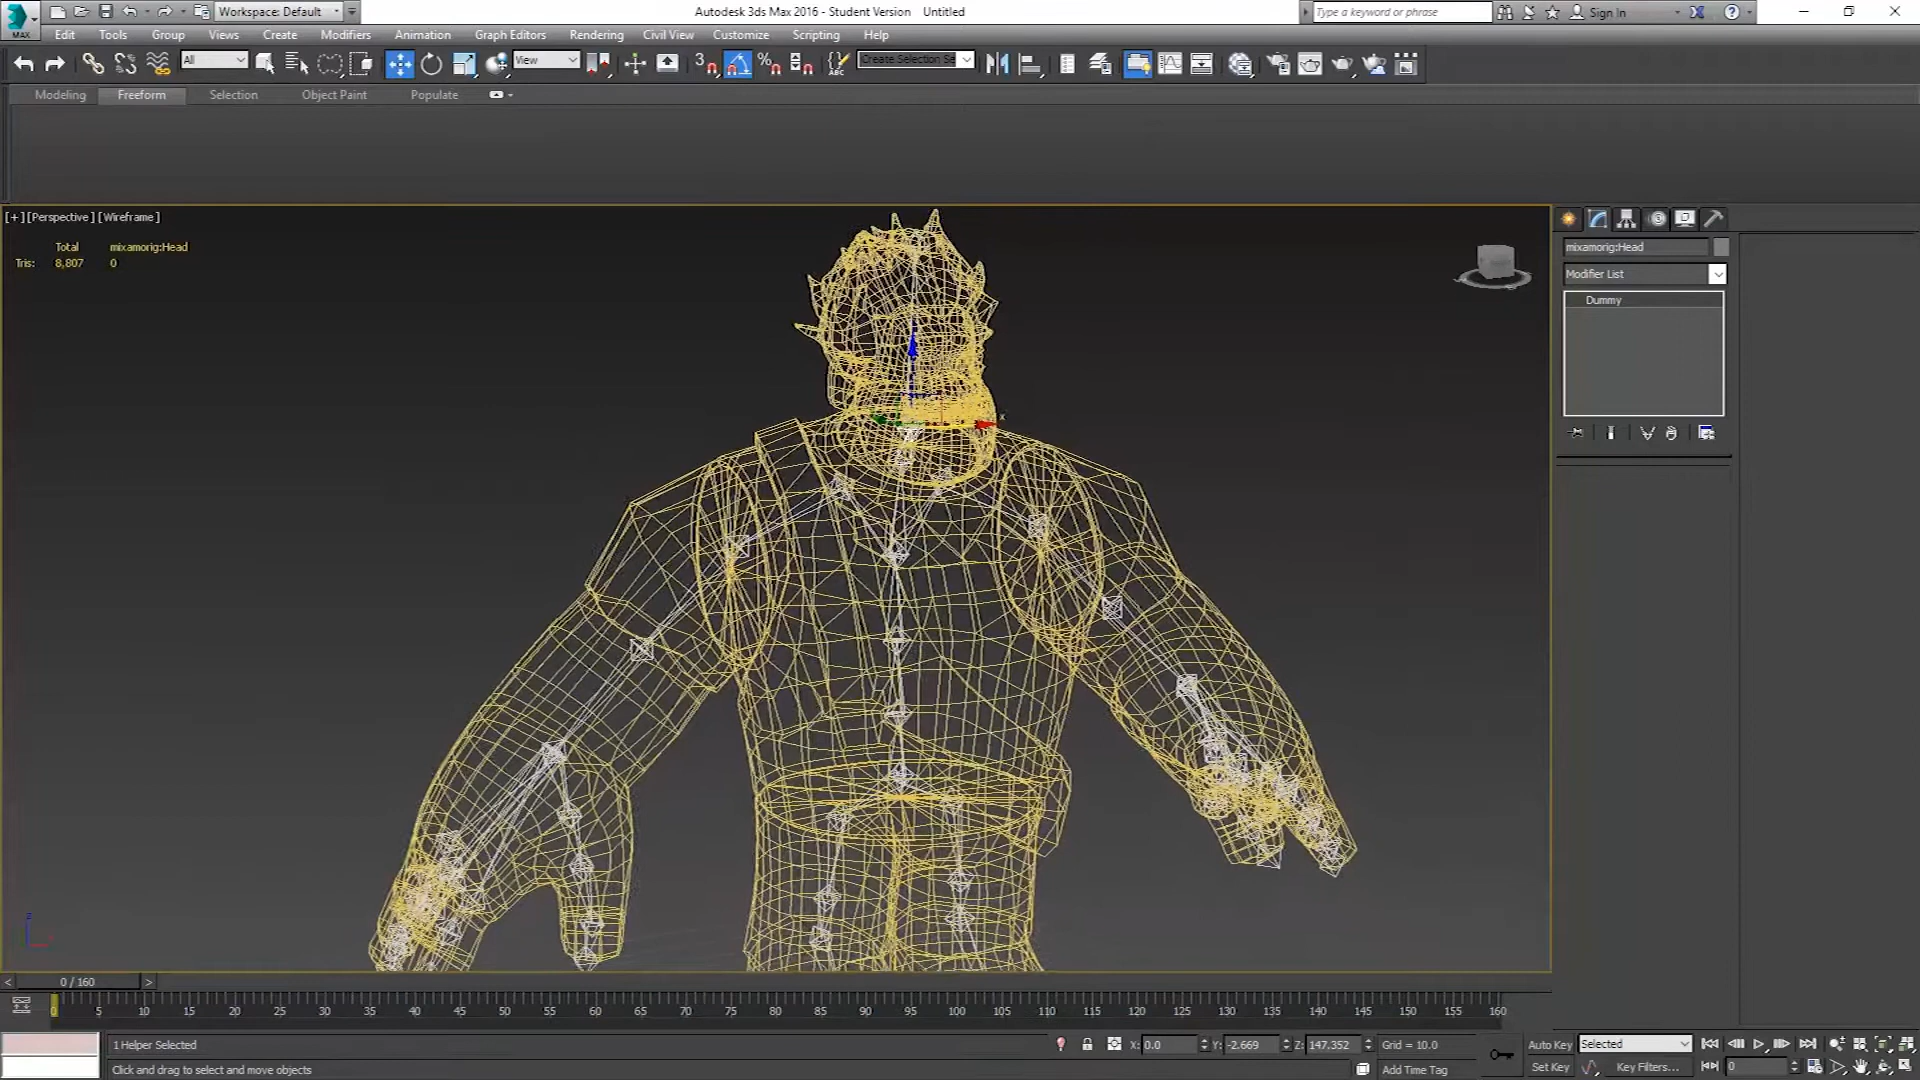 Workspace: Default
Autodesk 3ds Max 2016 - Student Version Untitled
Type a keyword or phrase
Sign In
MAX
Edit Tools Group Views Create Modifiers Animation Graph Editors Rendering Civil View Customize Scripting Help
All
View
3
%
ABC
Create Selection Se
Modeling Freeform Selection Object Paint Populate
[+][Perspective][Wireframe]
Total mixamorig:Head
Tris: 8,807 0
mixamorig:Head
Modifier List
Dummy
x
z
< 0 / 160 >
0 5 10 15 20 25 30 35 40 45 50 55 60 65 70 75 80 85 90 95 100 105 110 115 120 125 130 135 140 145 150 155 160
1 Helper Selected
X: 0.0 Y: -2.669 Z: 147.352 Grid = 10.0
Auto Key Selected
Click and drag to select and move objects
Add Time Tag
Set Key Key Filters... 0